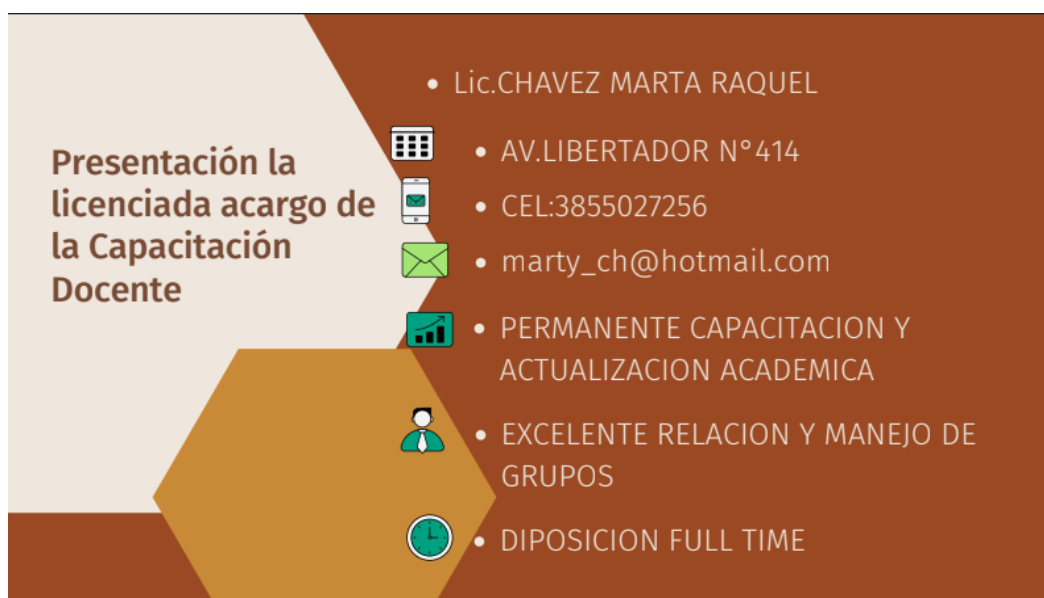 Presentación la
licenciada acargo de
la Capacitación
Docente
Lic.CHAVEZ MARTA RAQUEL
AV.LIBERTADOR N°414
CEL:3855027256
marty_ch@hotmail.com
PERMANENTE CAPACITACION Y
ACTUALIZACION ACADEMICA
EXCELENTE RELACION Y MANEJO DE
GRUPOS
DIPOSICION FULL TIME